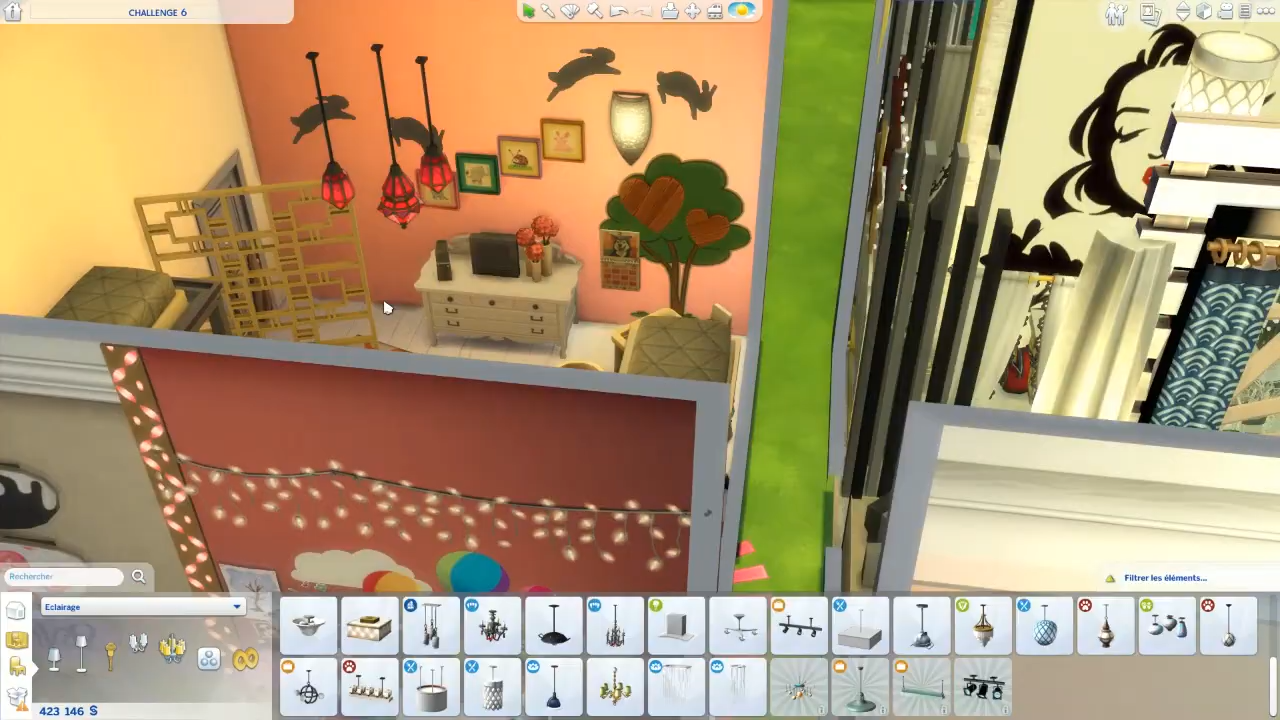 CHALLENGE 6
Rechercher
Filtrer les éléments...
Eclairage
423 146 $